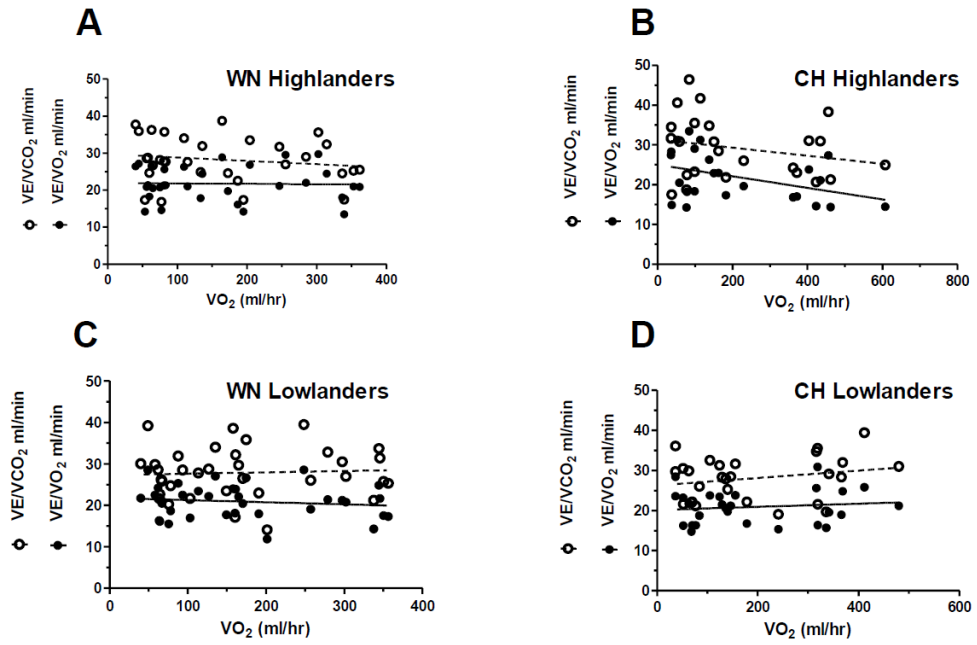 A
WN Highlanders
VE/VCO2 ml/min
VE/VO2 ml/min
50
40
30
20
10
0
0 100 200 300 400
VO2 (ml/hr)
B
CH Highlanders
VE/VCO2 ml/min
VE/VO2 ml/min
50
40
30
20
10
0
0 200 400 600 800
VO2 (ml/hr)
C
WN Lowlanders
VE/VCO2 ml/min
VE/VO2 ml/min
50
40
30
20
10
0
0 100 200 300 400
VO2 (ml/hr)
D
CH Lowlanders
VE/VCO2 ml/min
VE/VO2 ml/min
50
40
30
20
10
0
0 200 400 600
VO2 (ml/hr)